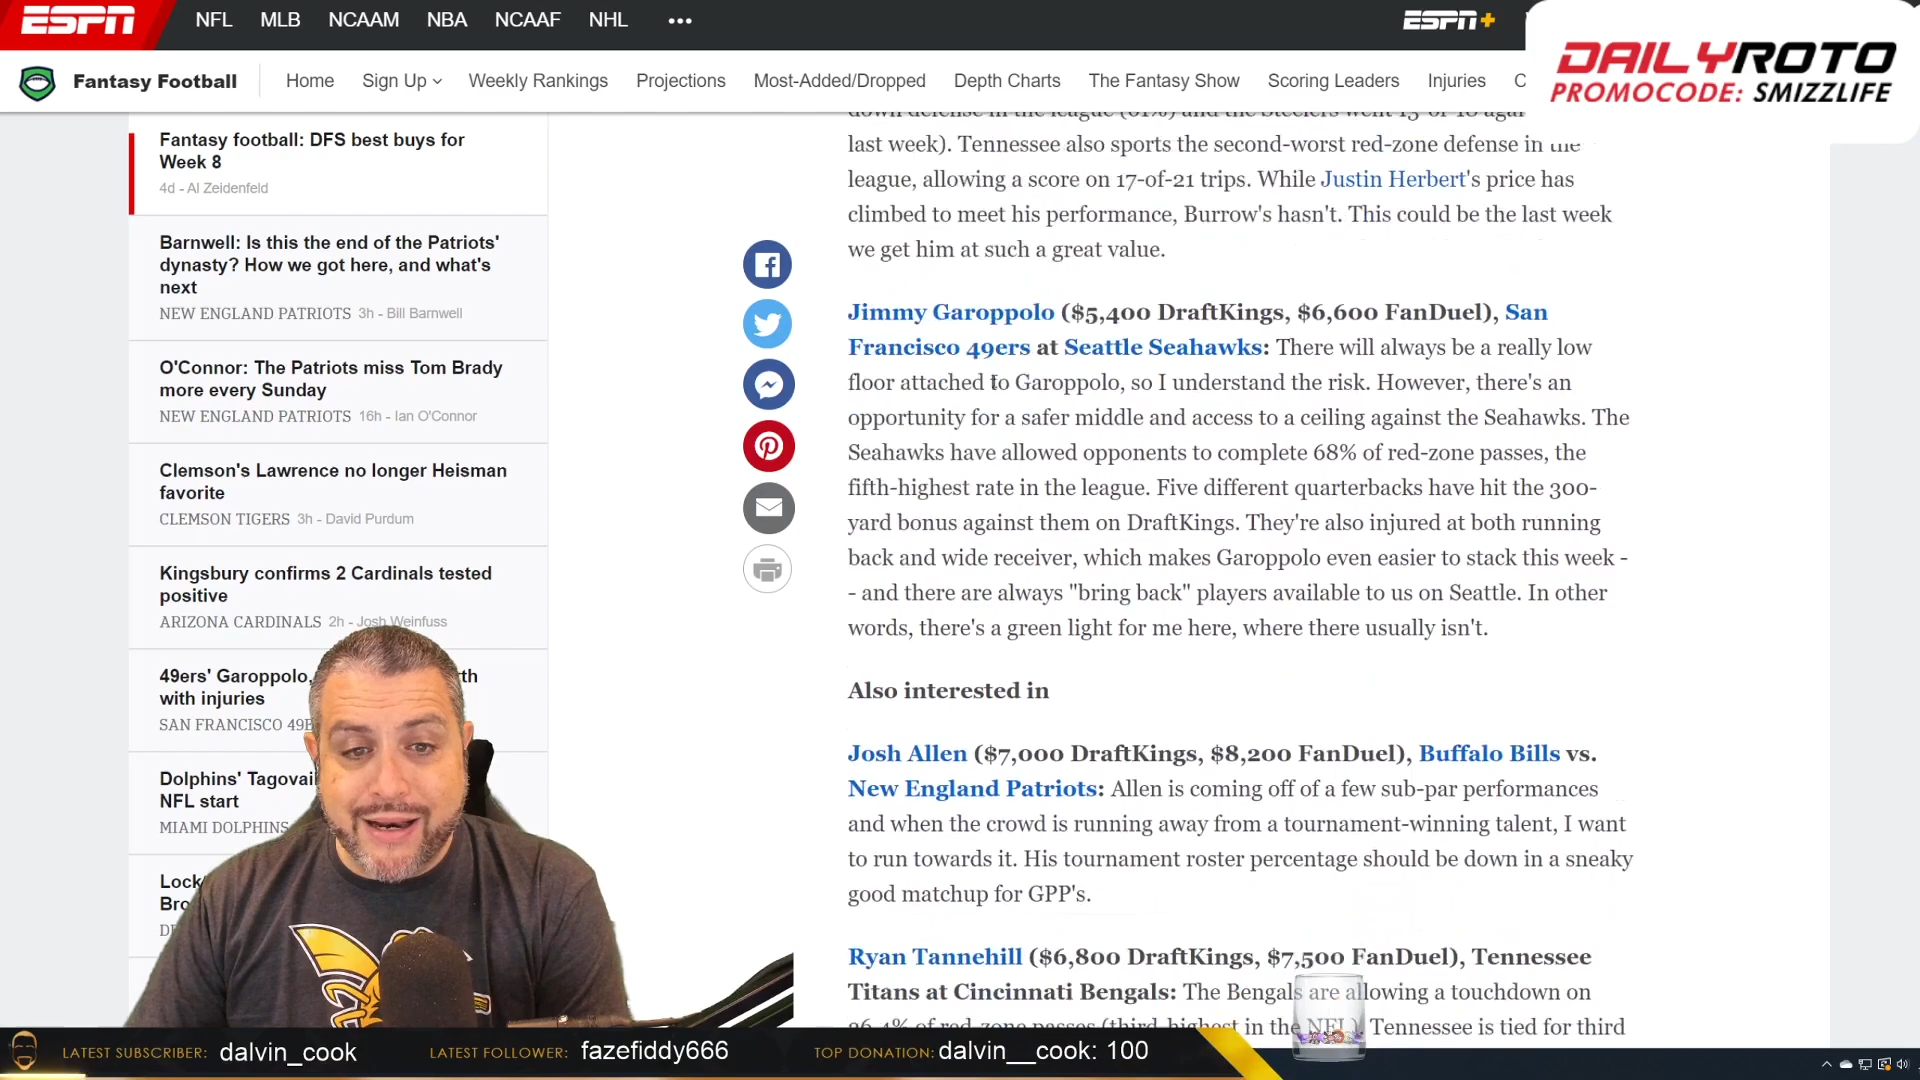 ESPN
NFL MLB NCAAM NBA NCAAF NHL •••
ESPN+
DAILYROTO
PROMOCODE: SMIZZLIFE
Fantasy Football
Home Sign Up Weekly Rankings Projections Most-Added/Dropped Depth Charts The Fantasy Show Scoring Leaders Injuries
Fantasy football: DFS best buys for
Week 8
4d - Al Zeidenfeld
Barnwell: Is this the end of the Patriots'
dynasty? How we got here, and what's
next
NEW ENGLAND PATRIOTS 3h - Bill Barnwell
O'Connor: The Patriots miss Tom Brady
more every Sunday
NEW ENGLAND PATRIOTS 16h - Ian O'Connor
Clemson's Lawrence no longer Heisman
favorite
CLEMSON TIGERS 3h - David Purdum
Kingsbury confirms 2 Cardinals tested
positive
ARIZONA CARDINALS 2h - Josh Weinfuss
49ers' Garoppolo,
with injuries
SAN FRANCISCO
Dolphins'
NFL start
MIAMI DOLPHINS
last week). Tennessee also sports the second-worst red-zone defense in the
league, allowing a score on 17-of-21 trips. While Justin Herbert's price has
climbed to meet his performance, Burrow's hasn't. This could be the last week
we get him at such a great value.
Jimmy Garoppolo ($5,400 DraftKings, $6,600 FanDuel), San
Francisco 49ers at Seattle Seahawks: There will always be a really low
floor attached to Garoppolo, so I understand the risk. However, there's an
opportunity for a safer middle and access to a ceiling against the Seahawks. The
Seahawks have allowed opponents to complete 68% of red-zone passes, the
fifth-highest rate in the league. Five different quarterbacks have hit the 300-
yard bonus against them on DraftKings. They're also injured at both running
back and wide receiver, which makes Garoppolo even easier to stack this week -
- and there are always "bring back" players available to us on Seattle. In other
words, there's a green light for me here, where there usually isn't.
Also interested in
Josh Allen ($7,000 DraftKings, $8,200 FanDuel), Buffalo Bills vs.
New England Patriots: Allen is coming off of a few sub-par performances
and when the crowd is running away from a tournament-winning talent, I want
to run towards it. His tournament roster percentage should be down in a sneaky
good matchup for GPP's.
Ryan Tannehill ($6,800 DraftKings, $7,500 FanDuel), Tennessee
Titans at Cincinnati Bengals: The Bengals are allowing a touchdown on
of red-zone passes (third-highest in the NFL). Tennessee is tied for third
LATEST SUBSCRIBER: dalvin_cook LATEST FOLLOWER: fazefiddy666 TOP DONATION: dalvin__cook: 100